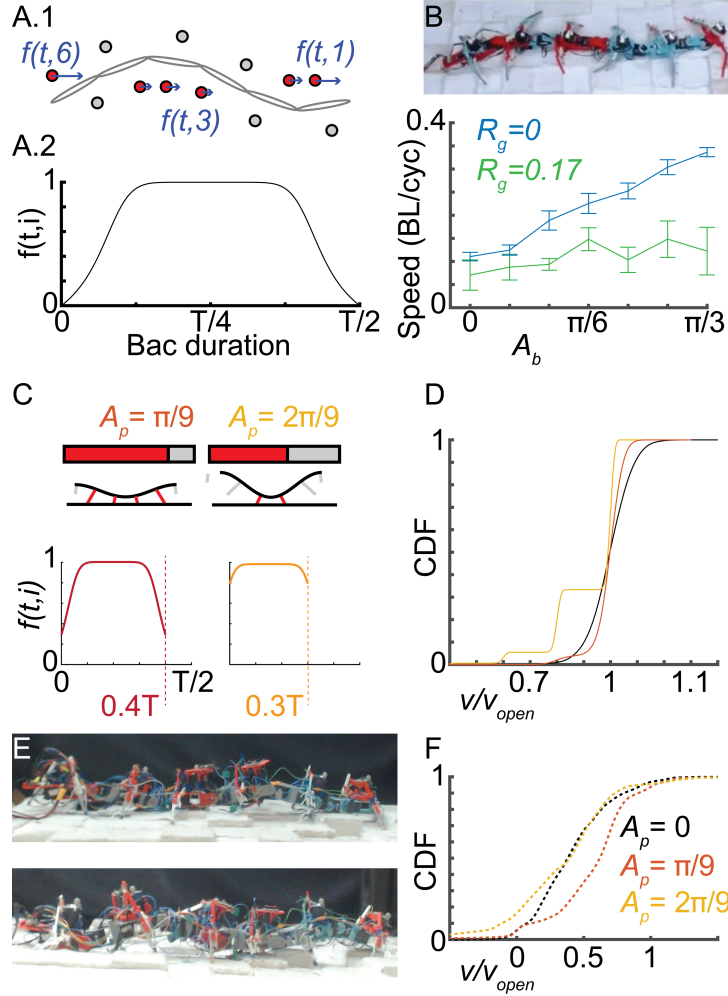 A.1
f(t,6)
f(t,1)
f(t,3)
A.2
f(t,i)
1
0
0
T/4
T/2
Bac duration
B
Speed (BL/cyc)
0.4
0
R_g=0
R_g=0.17
0
π/6
π/3
A_b
C
A_p= π/9
A_p= 2π/9
f(t,i)
1
0
0
T/2
0.4T
0.3T
D
CDF
1
0
0.7
1
1.1
v/v_open
E
F
CDF
1
0
A_p= 0
A_p= π/9
A_p= 2π/9
0
0.5
1
v/v_open